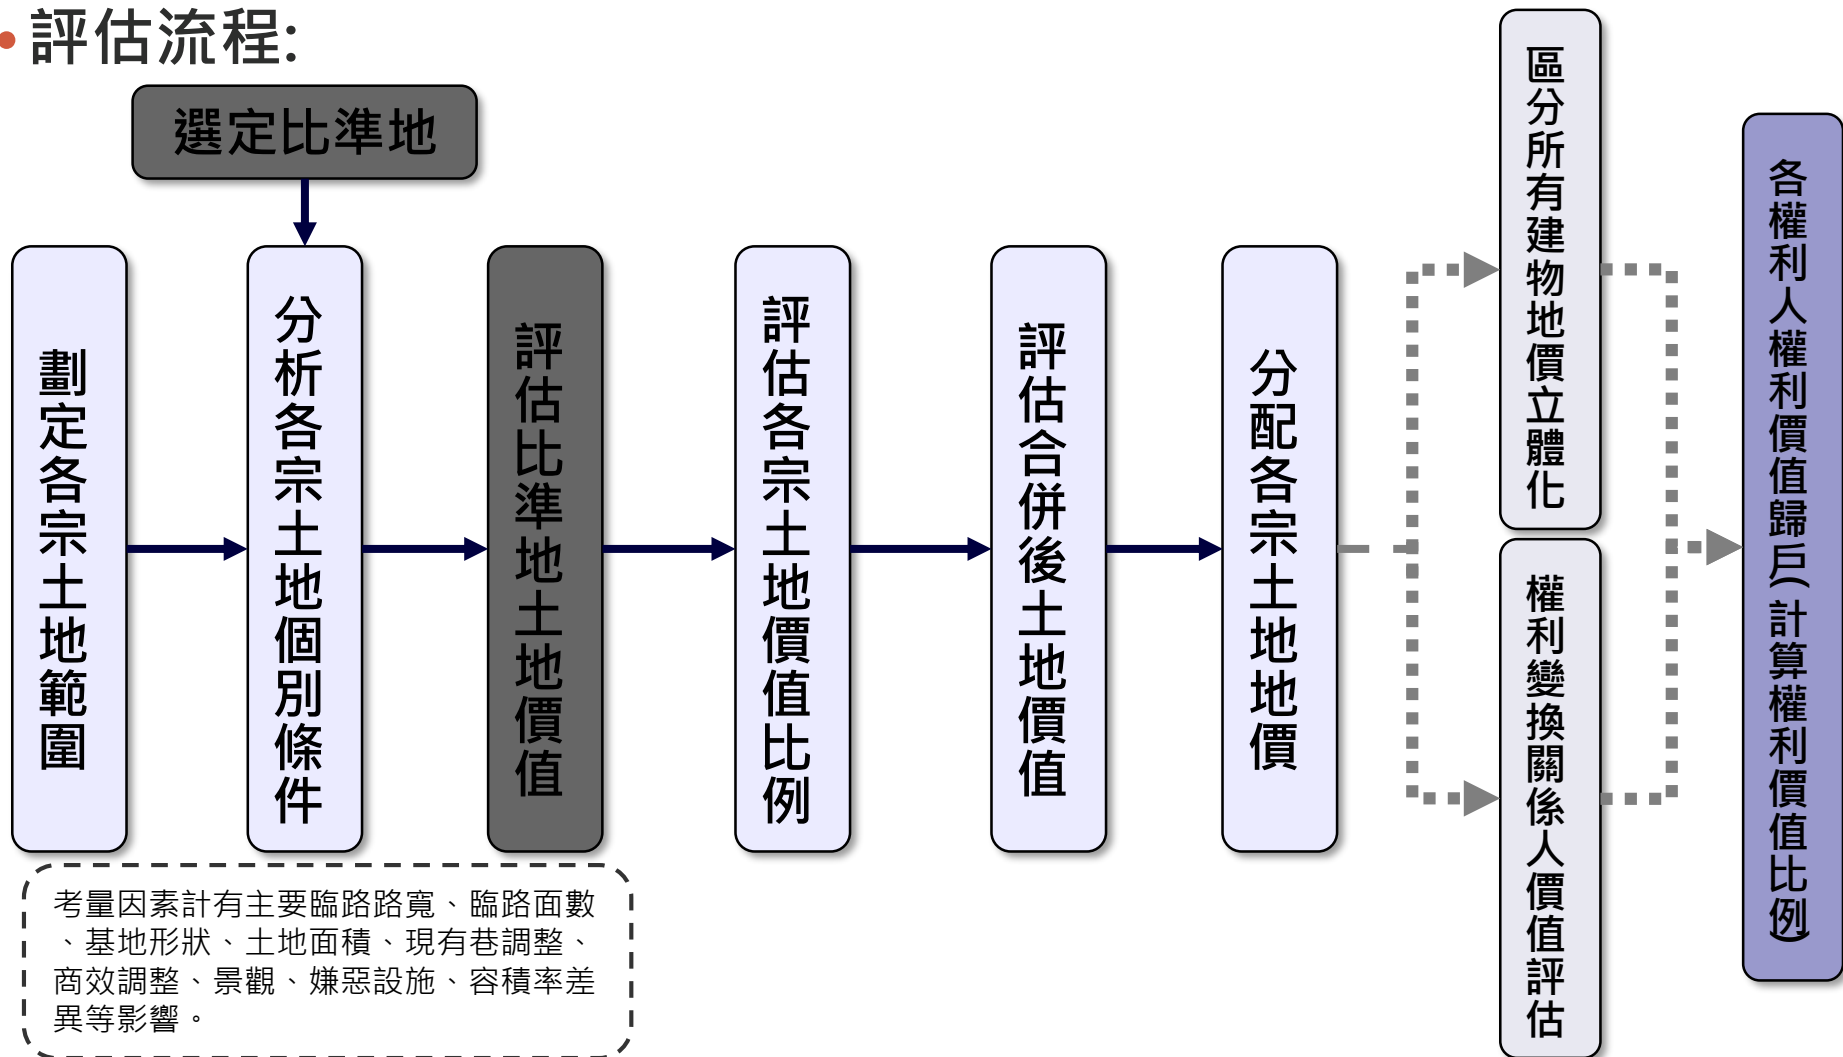 • 評估流程:
選定比準地
劃定各宗土地範圍
分析各宗土地個別條件
評估比準地土地價值
評估各宗土地價值比例
評估合併後土地價值
分配各宗土地地價
區分所有建物地價立體化
權利變換關係人價值評估
各權利人權利價值歸戶(計算權利價值比例)
考量因素計有主要臨路路寬、臨路面數
、基地形狀、土地面積、現有巷調整、
商效調整、景觀、嫌惡設施、容積率差
異等影響。